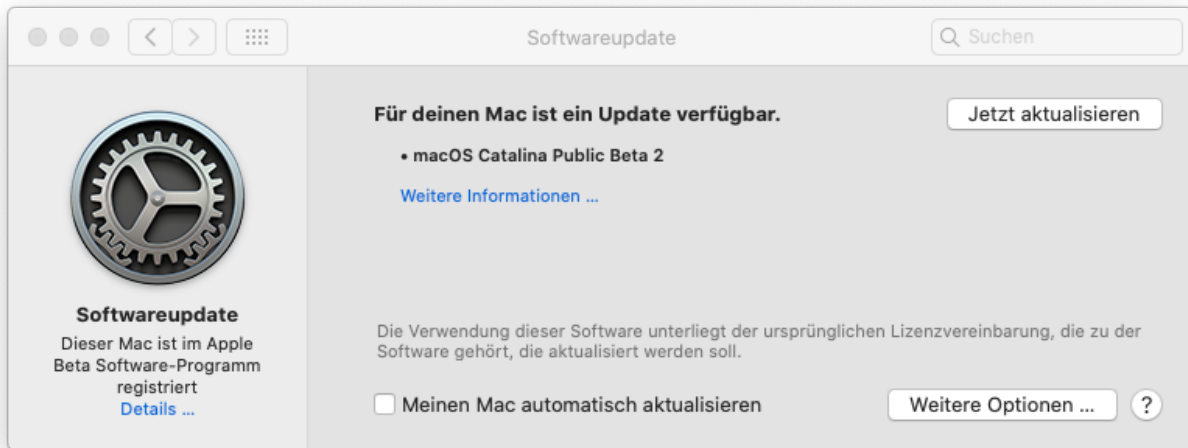 Softwareupdate
Suchen
Für deinen Mac ist ein Update verfügbar.
Jetzt aktualisieren
• macOS Catalina Public Beta 2
Weitere Informationen ...
Softwareupdate
Dieser Mac ist im Apple
Beta Software-Programm
registriert
Details ...
Die Verwendung dieser Software unterliegt der ursprünglichen Lizenzvereinbarung, die zu der
Software gehört, die aktualisiert werden soll.
Meinen Mac automatisch aktualisieren
Weitere Optionen ...
?